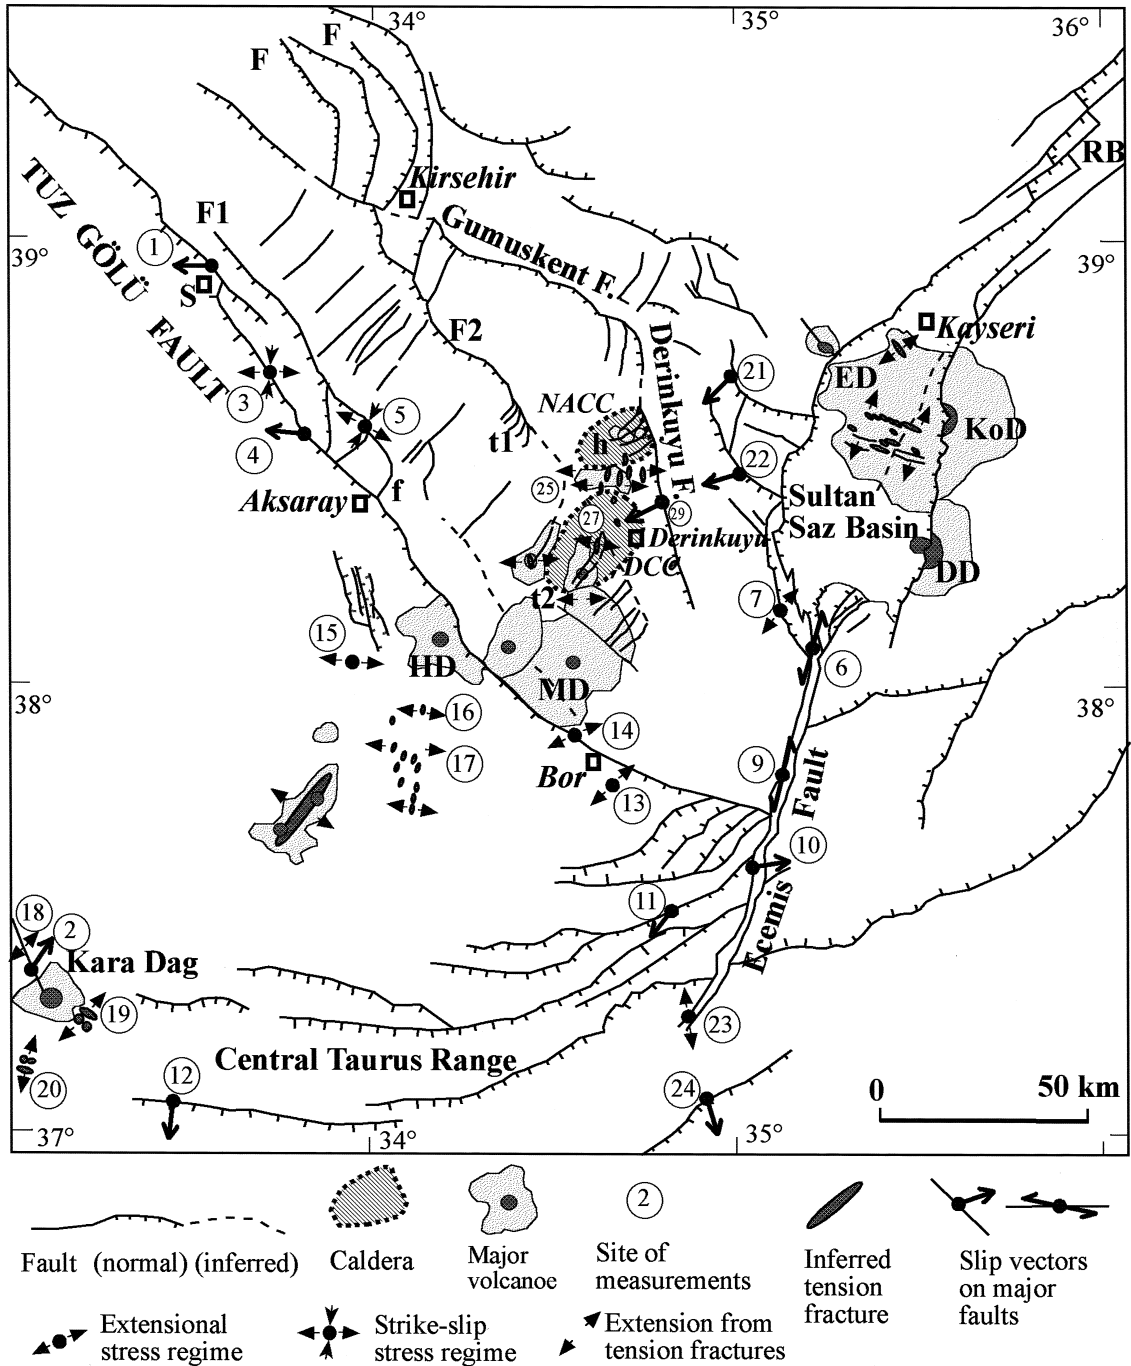 34°
35°
36°
F
F
RB
Kirsehir
TUZ GÖLÜ FAULT
F1
Gumuskent F.
39°
39°
1
S
F2
Derinkuyu F.
Kayseri
3
5
21
ED
NACC
KoD
4
t1
h
22
f
25
Aksaray
Sultan
Saz Basin
27
29
Derinkuyu
DCC
DD
t2
7
15
HD
6
MD
38°
38°
16
14
17
9
Bor
13
Ecemis Fault
10
11
18
2
Kara Dag
19
23
Central Taurus Range
20
12
24
0
50 km
37°
34°
35°
2
Fault (normal) (inferred)
Caldera
Major
volcanoe
Site of
measurements
Inferred
tension
fracture
Slip vectors
on major
faults
Extensional
stress regime
Strike-slip
stress regime
Extension from
tension fractures